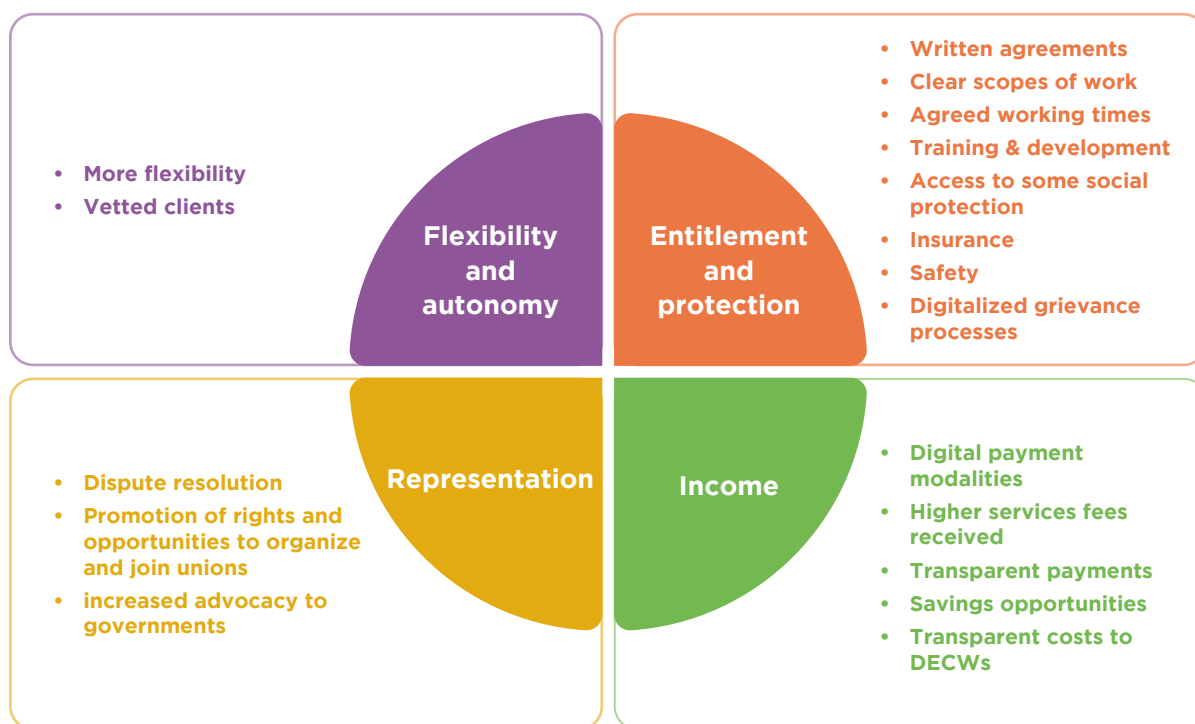 • More flexibility
• Vetted clients
Flexibility
and
autonomy
Entitlement
and
protection
• Written agreements
• Clear scopes of work
• Agreed working times
• Training & development
• Access to some social
protection
• Insurance
• Safety
• Digitalized grievance
processes
• Dispute resolution
• Promotion of rights and
opportunities to organize
and join unions
• increased advocacy to
governments
Representation
Income
• Digital payment
modalities
• Higher services fees
received
• Transparent payments
• Savings opportunities
• Transparent costs to
DECWs